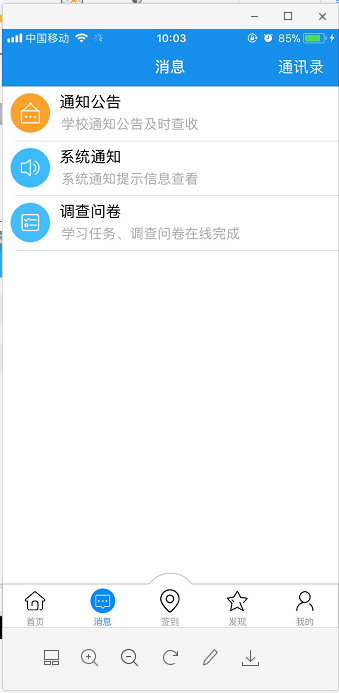 中国移动 10:03 85%
消息 通讯录
通知公告
学校通知公告及时查收
系统通知
系统通知提示信息查看
调查问卷
学习任务、调查问卷在线完成
首页 消息 签到 发现 我的